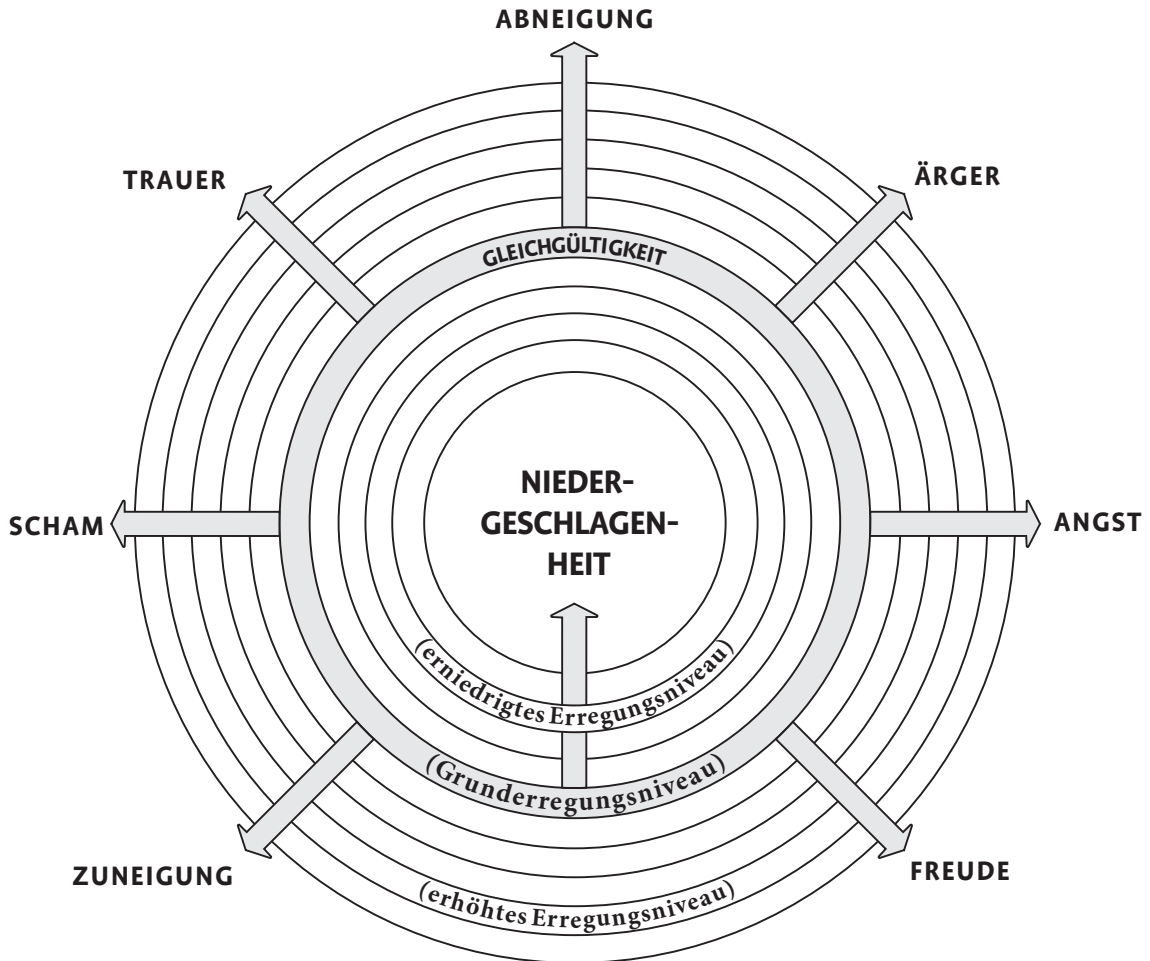 ABNEIGUNG
TRAUER
ÄRGER
GLEICHGÜLTIGKEIT
NIEDER-
GESCHLAGEN-
HEIT
SCHAM
ANGST
(erniedrigtes Erregungsniveau)
(Grunderregungsniveau)
ZUNEIGUNG
FREUDE
(erhöhtes Erregungsniveau)